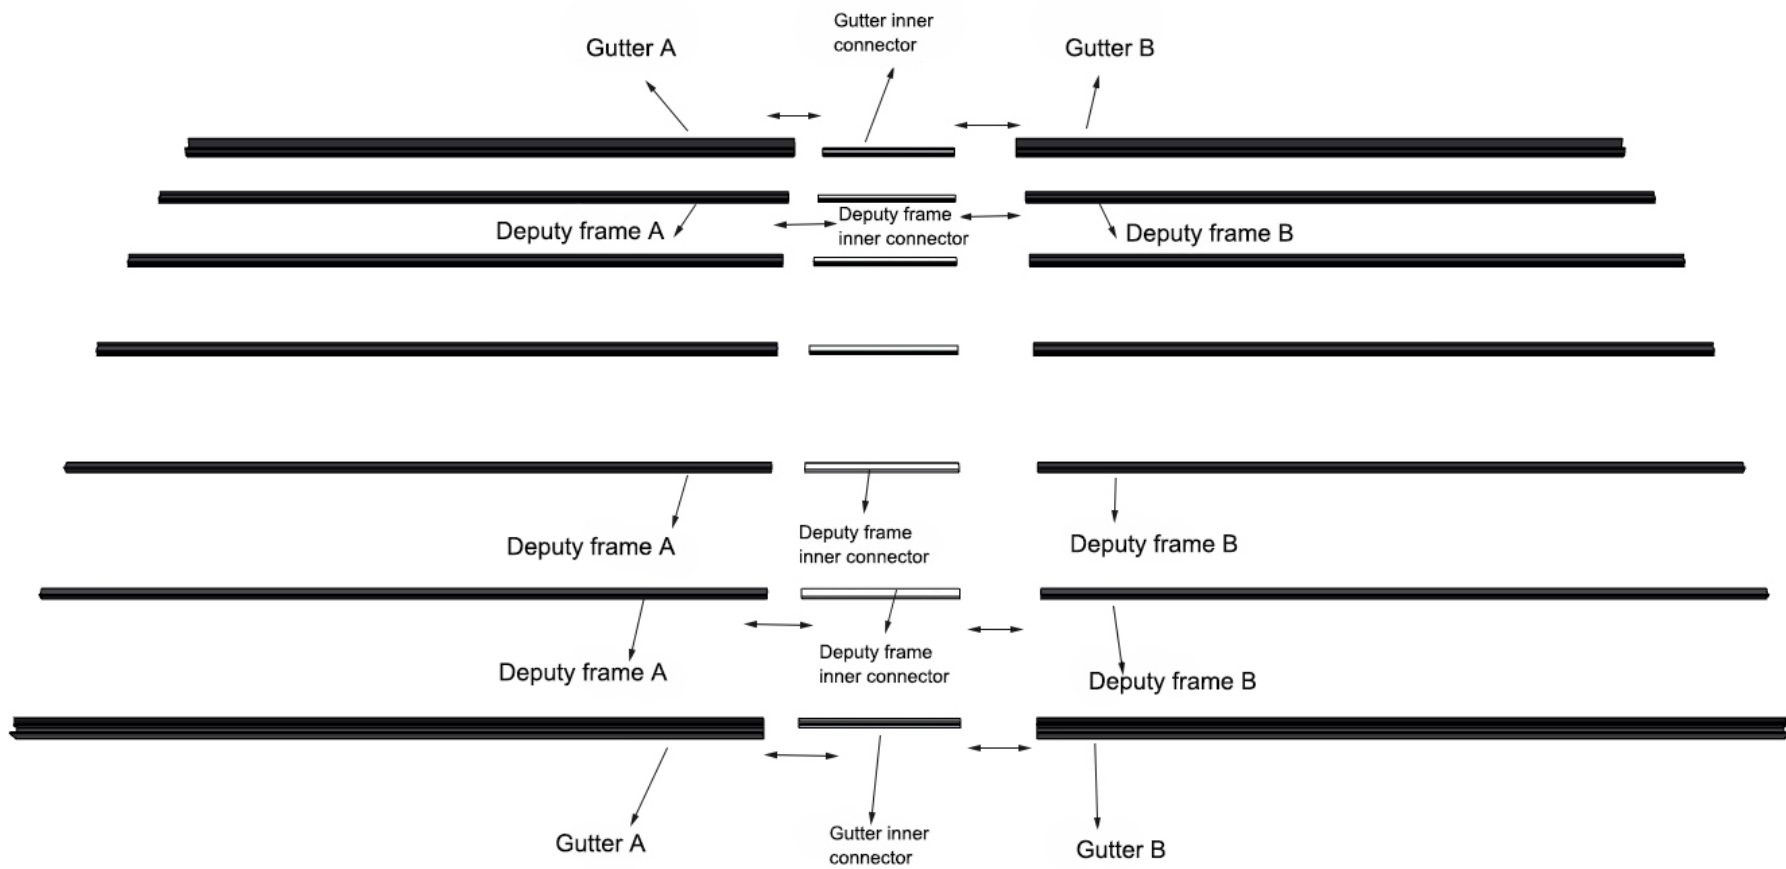 Gutter inner
connector
Gutter A
Gutter B
Deputy frame
inner connector
Deputy frame A
Deputy frame B
Deputy frame
inner connector
Deputy frame A
Deputy frame B
Deputy frame
inner connector
Deputy frame A
Deputy frame B
Gutter inner
connector
Gutter A
Gutter B